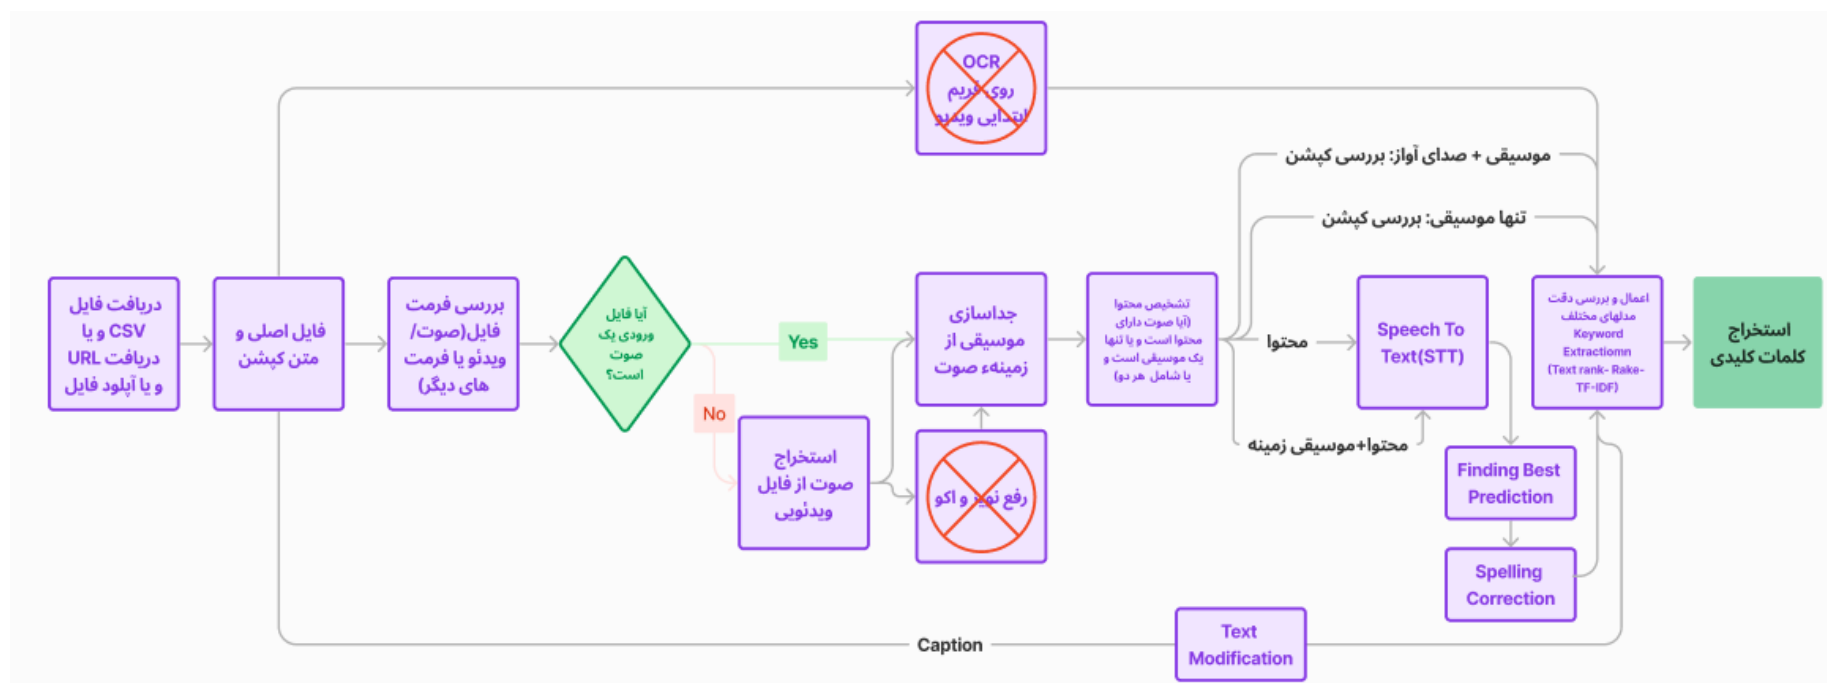 OCR
روی فریم
ابتدایی ویدیو
موسیقی + صدای آواز: بررسی کپشن
تنها موسیقی: بررسی کپشن
دریافت فایل
CSV و یا
دریافت URL
و یا آپلود فایل
فایل اصلی و
متن کپشن
بررسی فرمت
فایل(صوت/
ویدئو یا فرمت
های دیگر)
آیا فایل
ورودی یک
صوت
است؟
Yes
No
استخراج
صوت از فایل
ویدئویی
جداسازی
موسیقی از
زمینهء صوت
رفع نویز و اکو
تشخیص محتوا
(آیا صوت دارای
محتوا است و یا تنها
یک موسیقی است و
یا شامل هر دو)
محتوا
محتوا+موسیقی زمینه
Speech To
Text(STT)
Finding Best
Prediction
Spelling
Correction
اعمال و بررسی دقت
مدلهای مختلف
Keyword
Extractiomn
(Text rank- Rake-
TF-IDF)
استخراج
کلمات کلیدی
Caption
Text
Modification